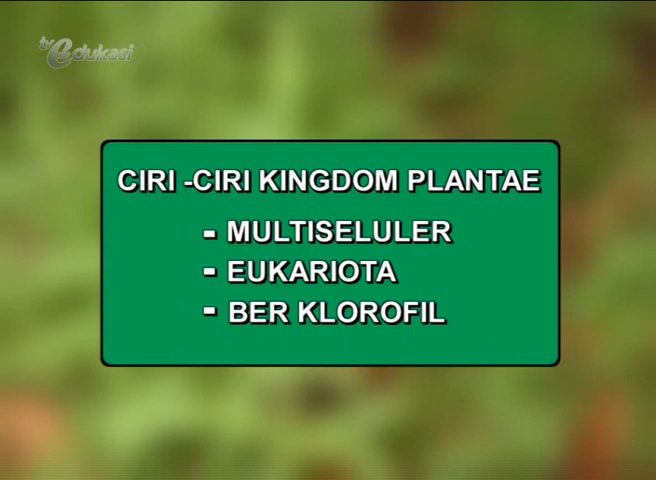 tv edukasi
CIRI -CIRI KINGDOM PLANTAE
- MULTISELULER
- EUKARIOTA
- BER KLOROFIL